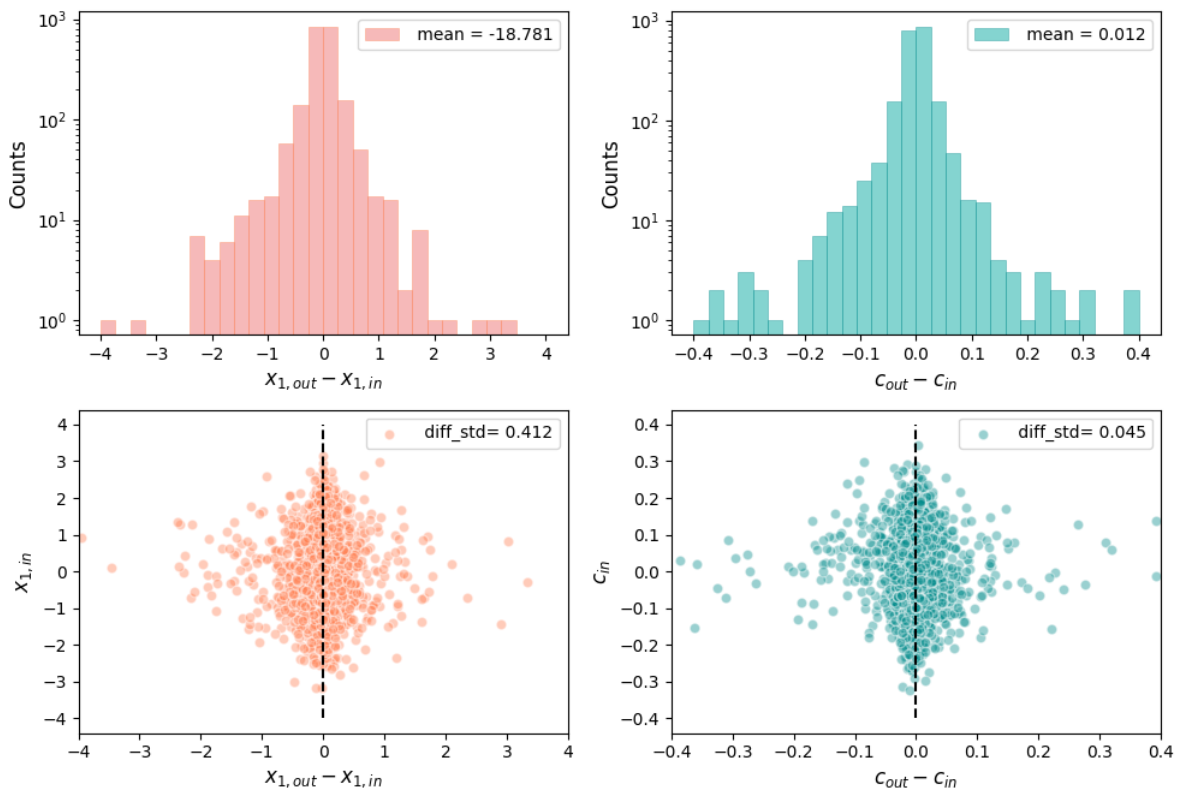 mean = -18.781
Counts
10³
10²
10¹
10⁰
−4 −3 −2 −1 0 1 2 3 4
x₁,out − x₁,in
mean = 0.012
Counts
10³
10²
10¹
10⁰
−0.4 −0.3 −0.2 −0.1 0.0 0.1 0.2 0.3 0.4
c_out − c_in
diff_std= 0.412
x₁,in
4
3
2
1
0
−1
−2
−3
−4
−4 −3 −2 −1 0 1 2 3 4
x₁,out − x₁,in
diff_std= 0.045
c_in
0.4
0.3
0.2
0.1
0.0
−0.1
−0.2
−0.3
−0.4
−0.4 −0.3 −0.2 −0.1 0.0 0.1 0.2 0.3 0.4
c_out − c_in